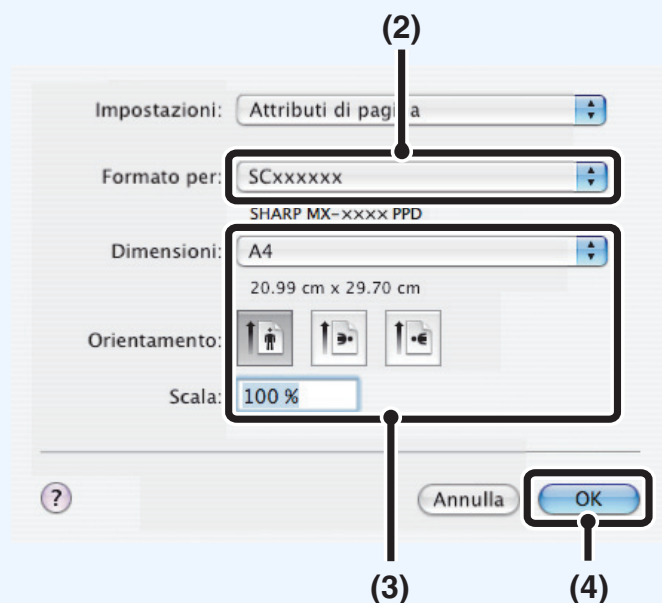 (2)
Impostazioni: Attributi di pagina
Formato per: SCxxxxxx
SHARP MX-xxxx PPD
Dimensioni: A4
20.99 cm x 29.70 cm
Orientamento:
Scala: 100 %
? Annulla OK
(3) (4)